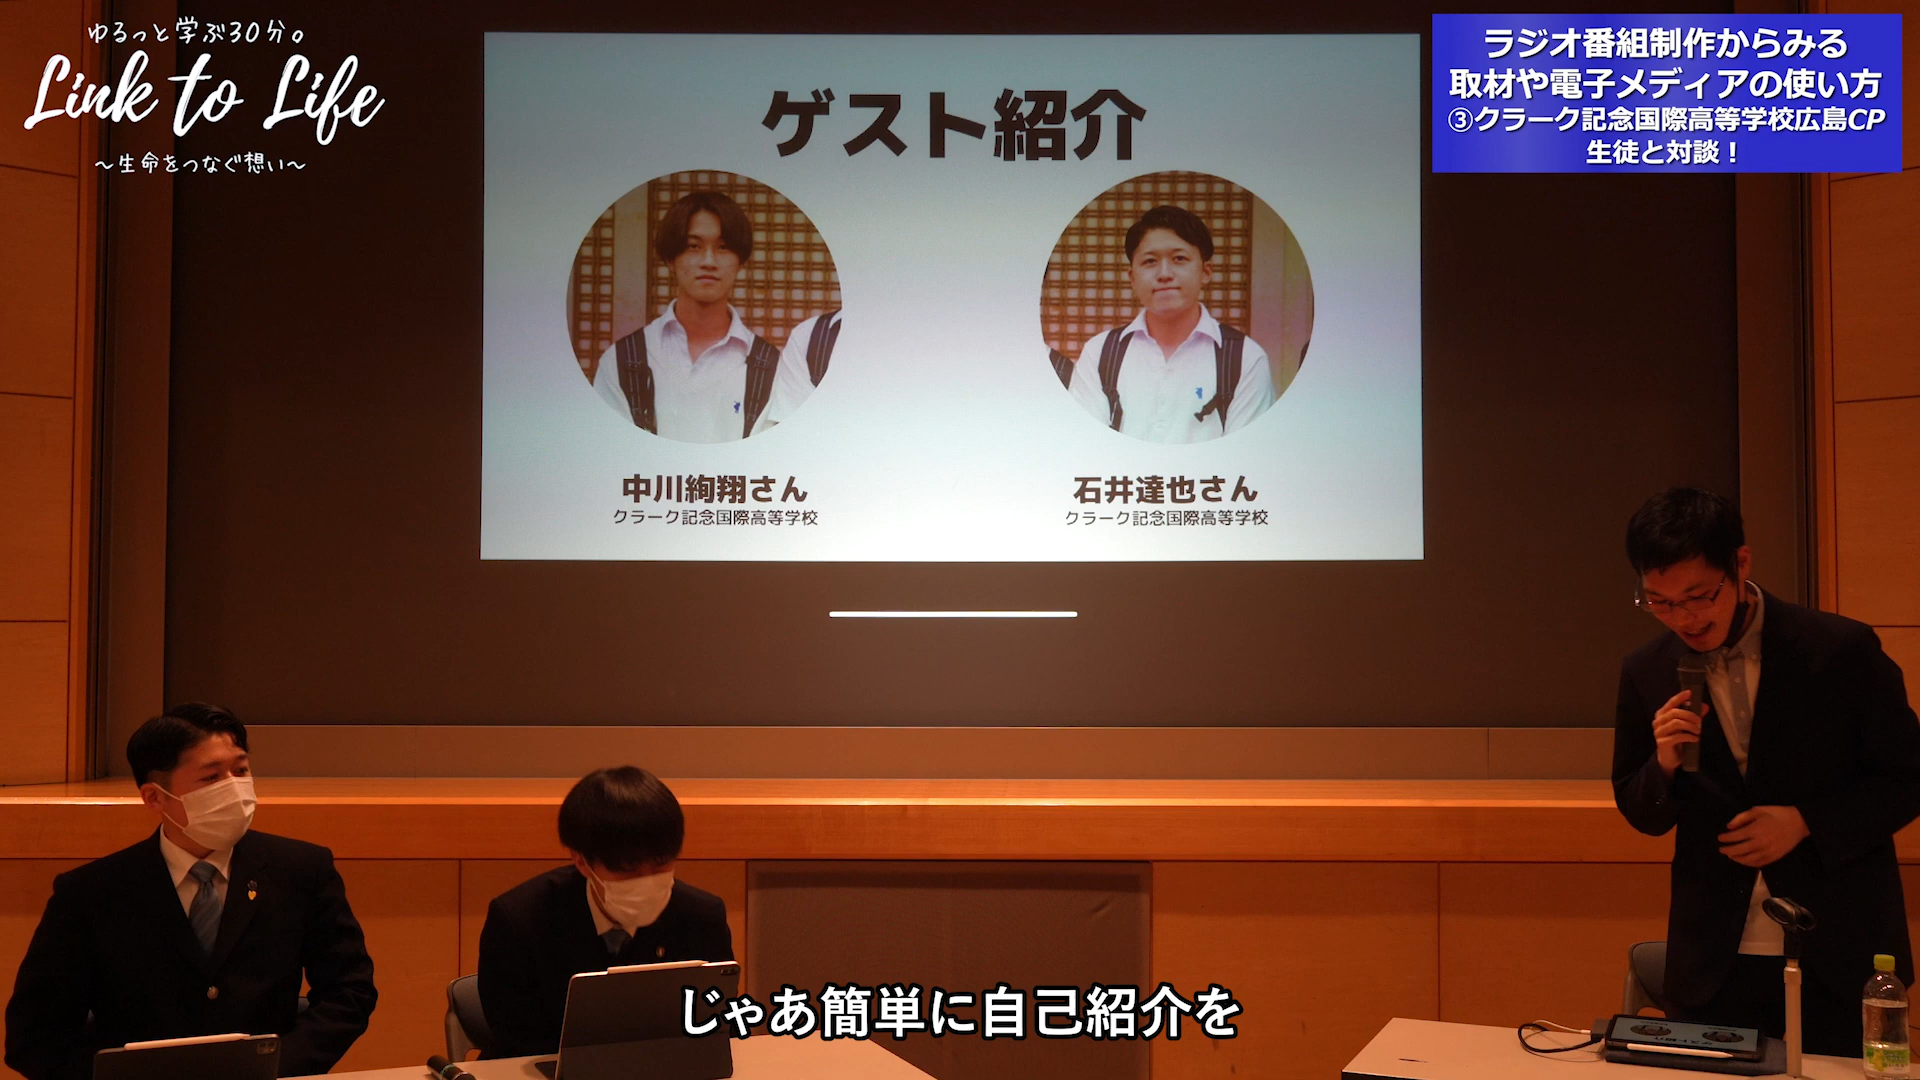 ゆるっと学ぶ30分。
Link to Life
～生命をつなぐ想い～
ラジオ番組制作からみる
取材や電子メディアの使い方
③クラーク記念国際高等学校広島CP
生徒と対談！
ゲスト紹介
中川絢翔さん
クラーク記念国際高等学校
石井達也さん
クラーク記念国際高等学校
じゃあ簡単に自己紹介を